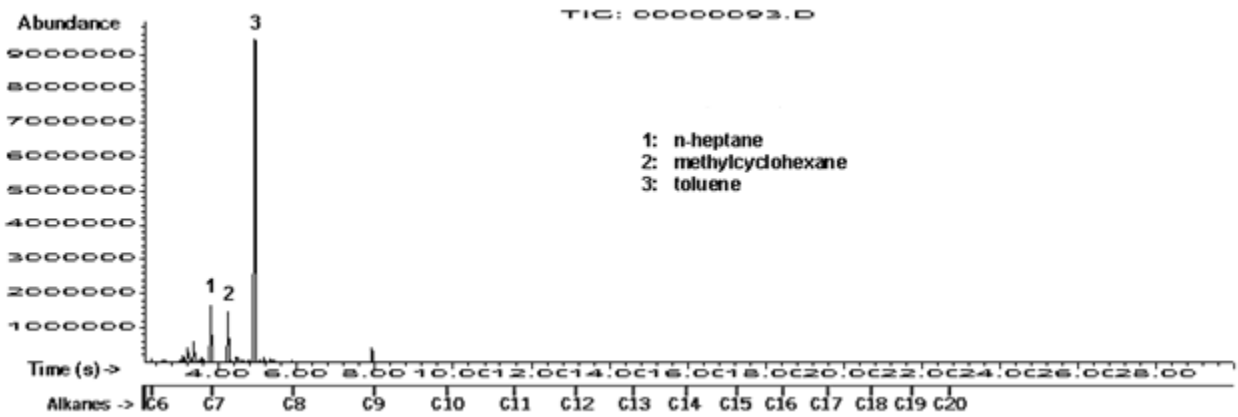 TIC: 00000093.D
Abundance
3
9000000
8000000
7000000
6000000
5000000
4000000
3000000
2000000
1000000
1: n-heptane
2: methylcyclohexane
3: toluene
1
2
Time (s) ->
4.00 6.00 8.00 10.00 12.00 14.00 16.00 18.00 20.00 22.00 24.00 26.00 28.00
Alkanes -> C6 C7 C8 C9 C10 C11 C12 C13 C14 C15 C16 C17 C18 C19 C20